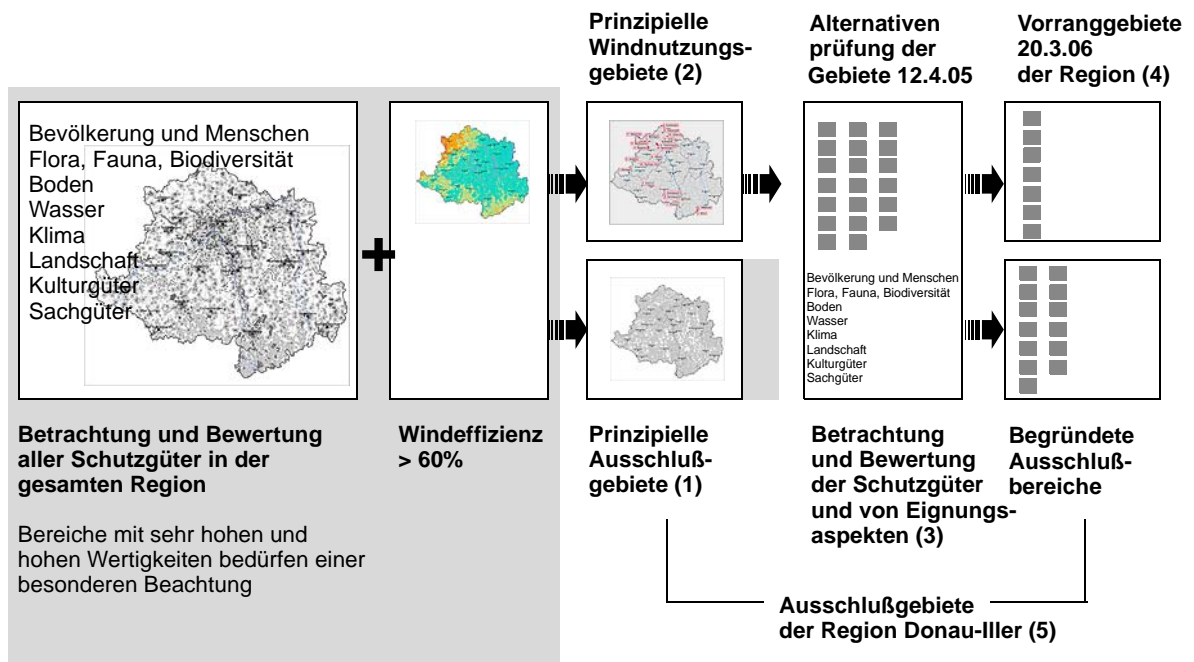 Prinzipielle
Windnutzungs-
gebiete (2)
Alternativen
prüfung der
Gebiete 12.4.05
Vorranggebiete
20.3.06
der Region (4)
Bevölkerung und Menschen
Flora, Fauna, Biodiversität
Boden
Wasser
Klima
Landschaft
Kulturgüter
Sachgüter
+
Bevölkerung und Menschen
Flora, Fauna, Biodiversität
Boden
Wasser
Klima
Landschaft
Kulturgüter
Sachgüter
Betrachtung und Bewertung
aller Schutzgüter in der
gesamten Region
Bereiche mit sehr hohen und
hohen Wertigkeiten bedürfen einer
besonderen Beachtung
Windeffizienz
> 60%
Prinzipielle
Ausschluß-
gebiete (1)
Betrachtung
und Bewertung
der Schutzgüter
und von Eignungs-
aspekten (3)
Begründete
Ausschluß-
bereiche
Ausschlußgebiete
der Region Donau-Iller (5)